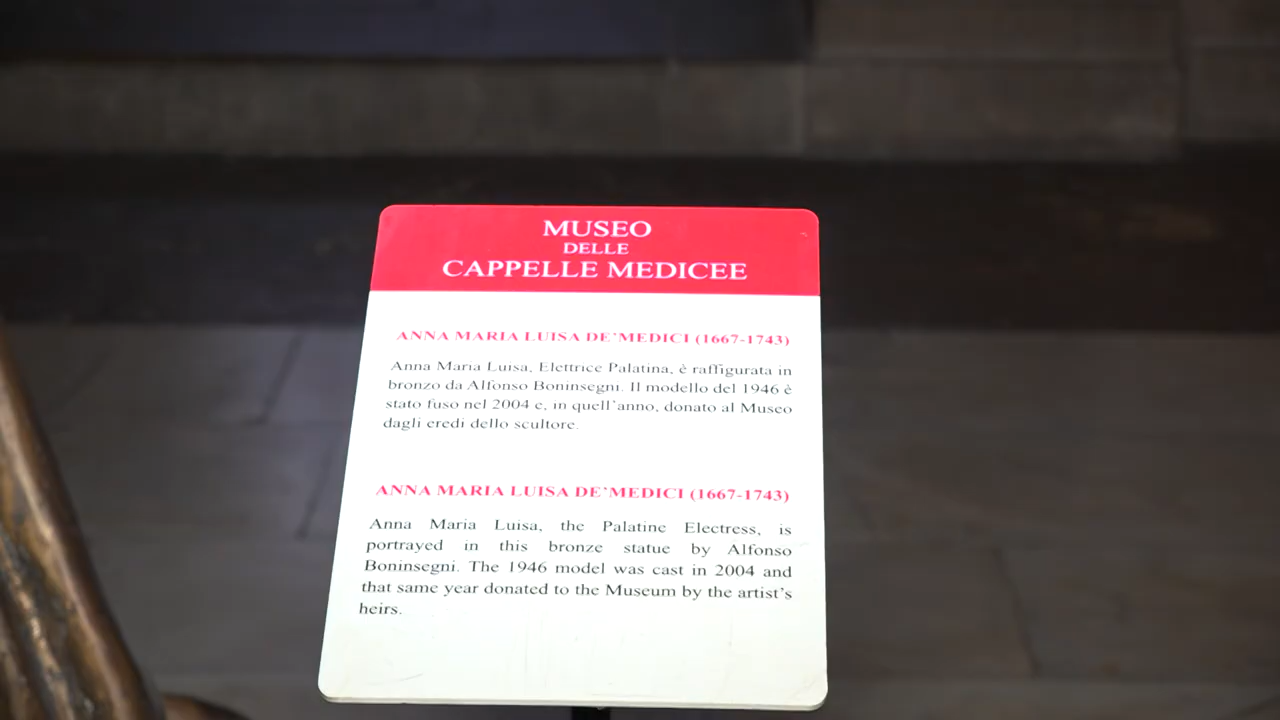 MUSEO
DELLE
CAPPELLE MEDICEE
ANNA MARIA LUISA DE'MEDICI (1667-1743)
Anna Maria Luisa, Elettrice Palatina, è raffigurata in
bronzo da Alfonso Boninsegni. Il modello del 1946 è
stato fuso nel 2004 e, in quell'anno, donato al Museo
dagli eredi dello scultore.
ANNA MARIA LUISA DE'MEDICI (1667-1743)
Anna Maria Luisa, the Palatine Electress, is
portrayed in this bronze statue by Alfonso
Boninsegni. The 1946 model was cast in 2004 and
that same year donated to the Museum by the artist's
heirs.